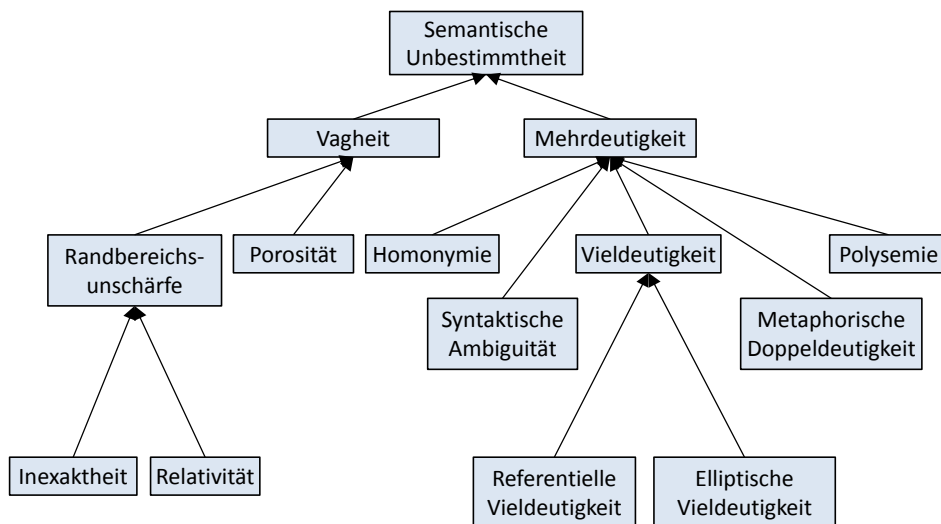 Semantische
Unbestimmtheit
Vagheit
Mehrdeutigkeit
Randbereichs-
unschärfe
Porosität
Homonymie
Vieldeutigkeit
Polysemie
Syntaktische
Ambiguität
Metaphorische
Doppeldeutigkeit
Inexaktheit
Relativität
Referentielle
Vieldeutigkeit
Elliptische
Vieldeutigkeit